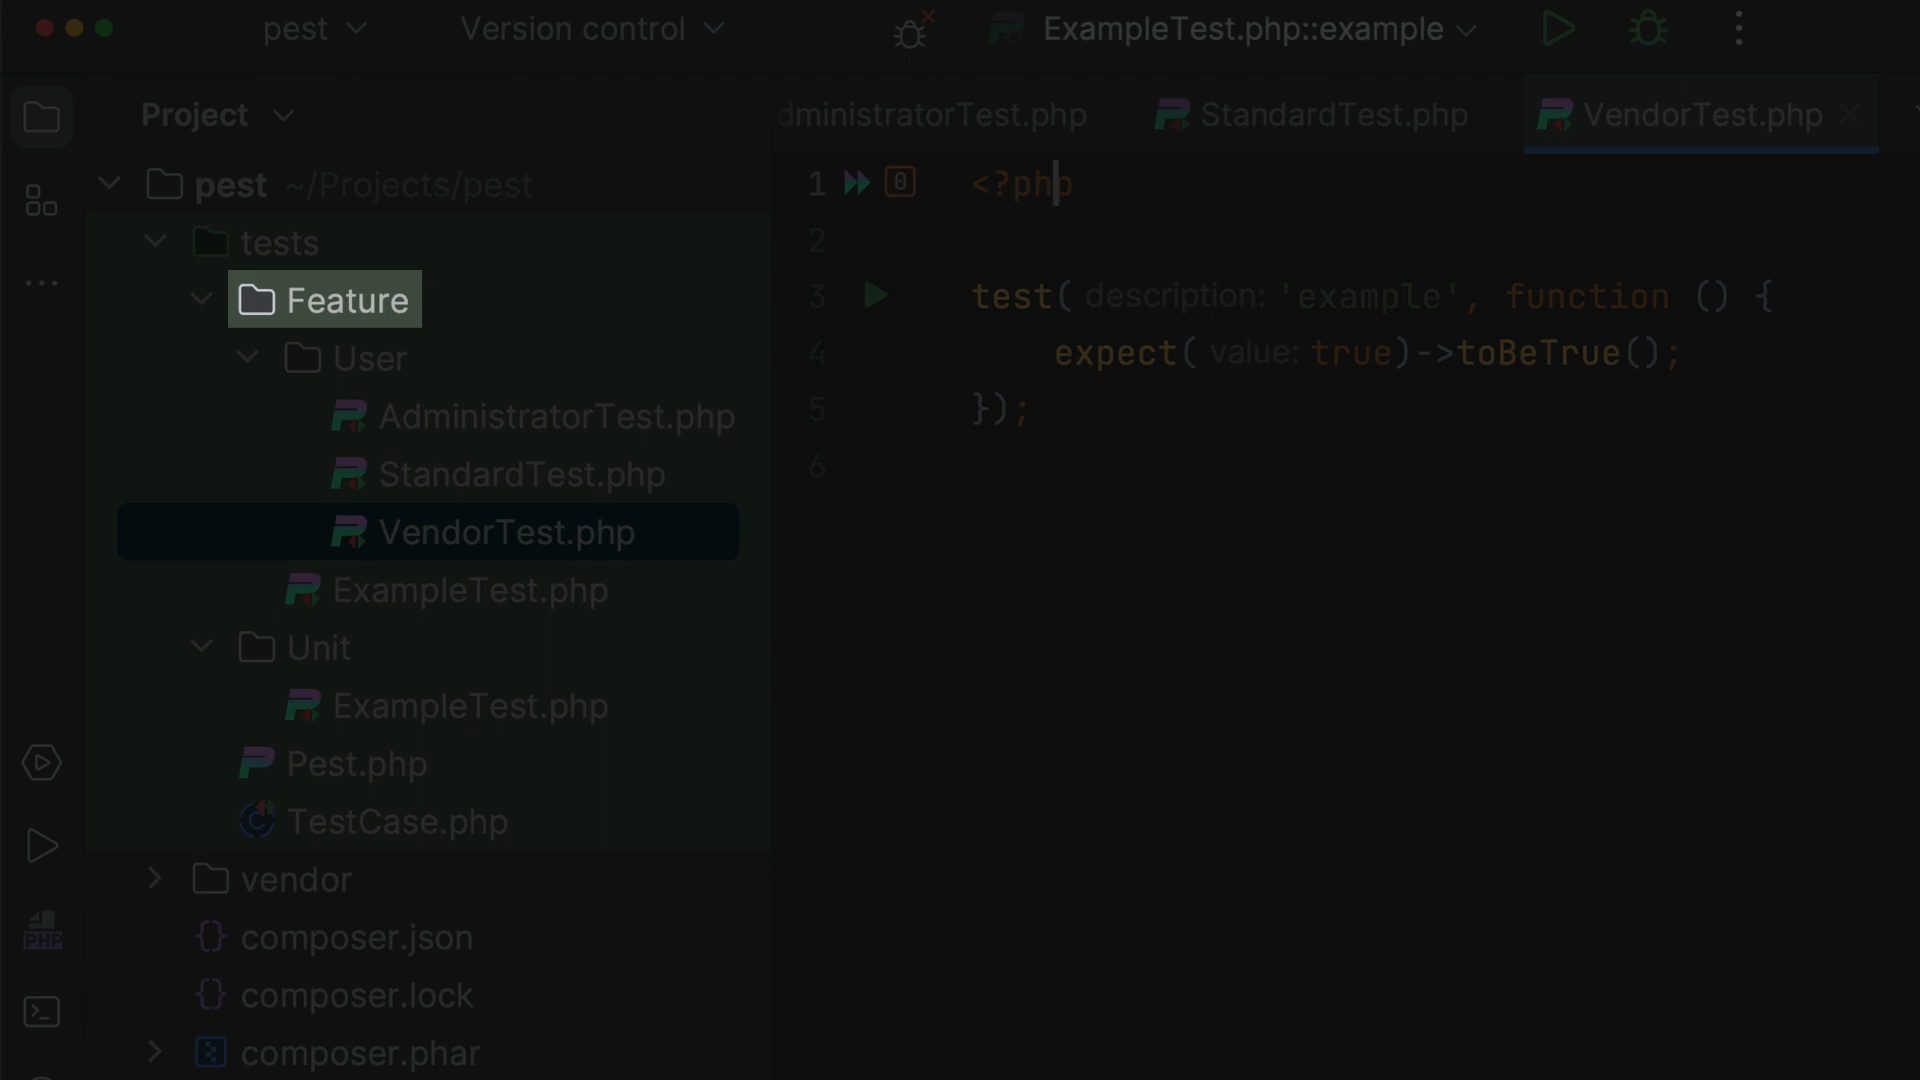 pest
Version control
ExampleTest.php::example
Project
dministratorTest.php
StandardTest.php
VendorTest.php
pest ~/Projects/pest
tests
Feature
User
AdministratorTest.php
StandardTest.php
VendorTest.php
ExampleTest.php
Unit
ExampleTest.php
Pest.php
TestCase.php
vendor
composer.json
composer.lock
composer.phar
PHP
1 0 <?php
2
3 test( description: 'example', function () {
4 expect( value: true)->toBeTrue();
5 });
6